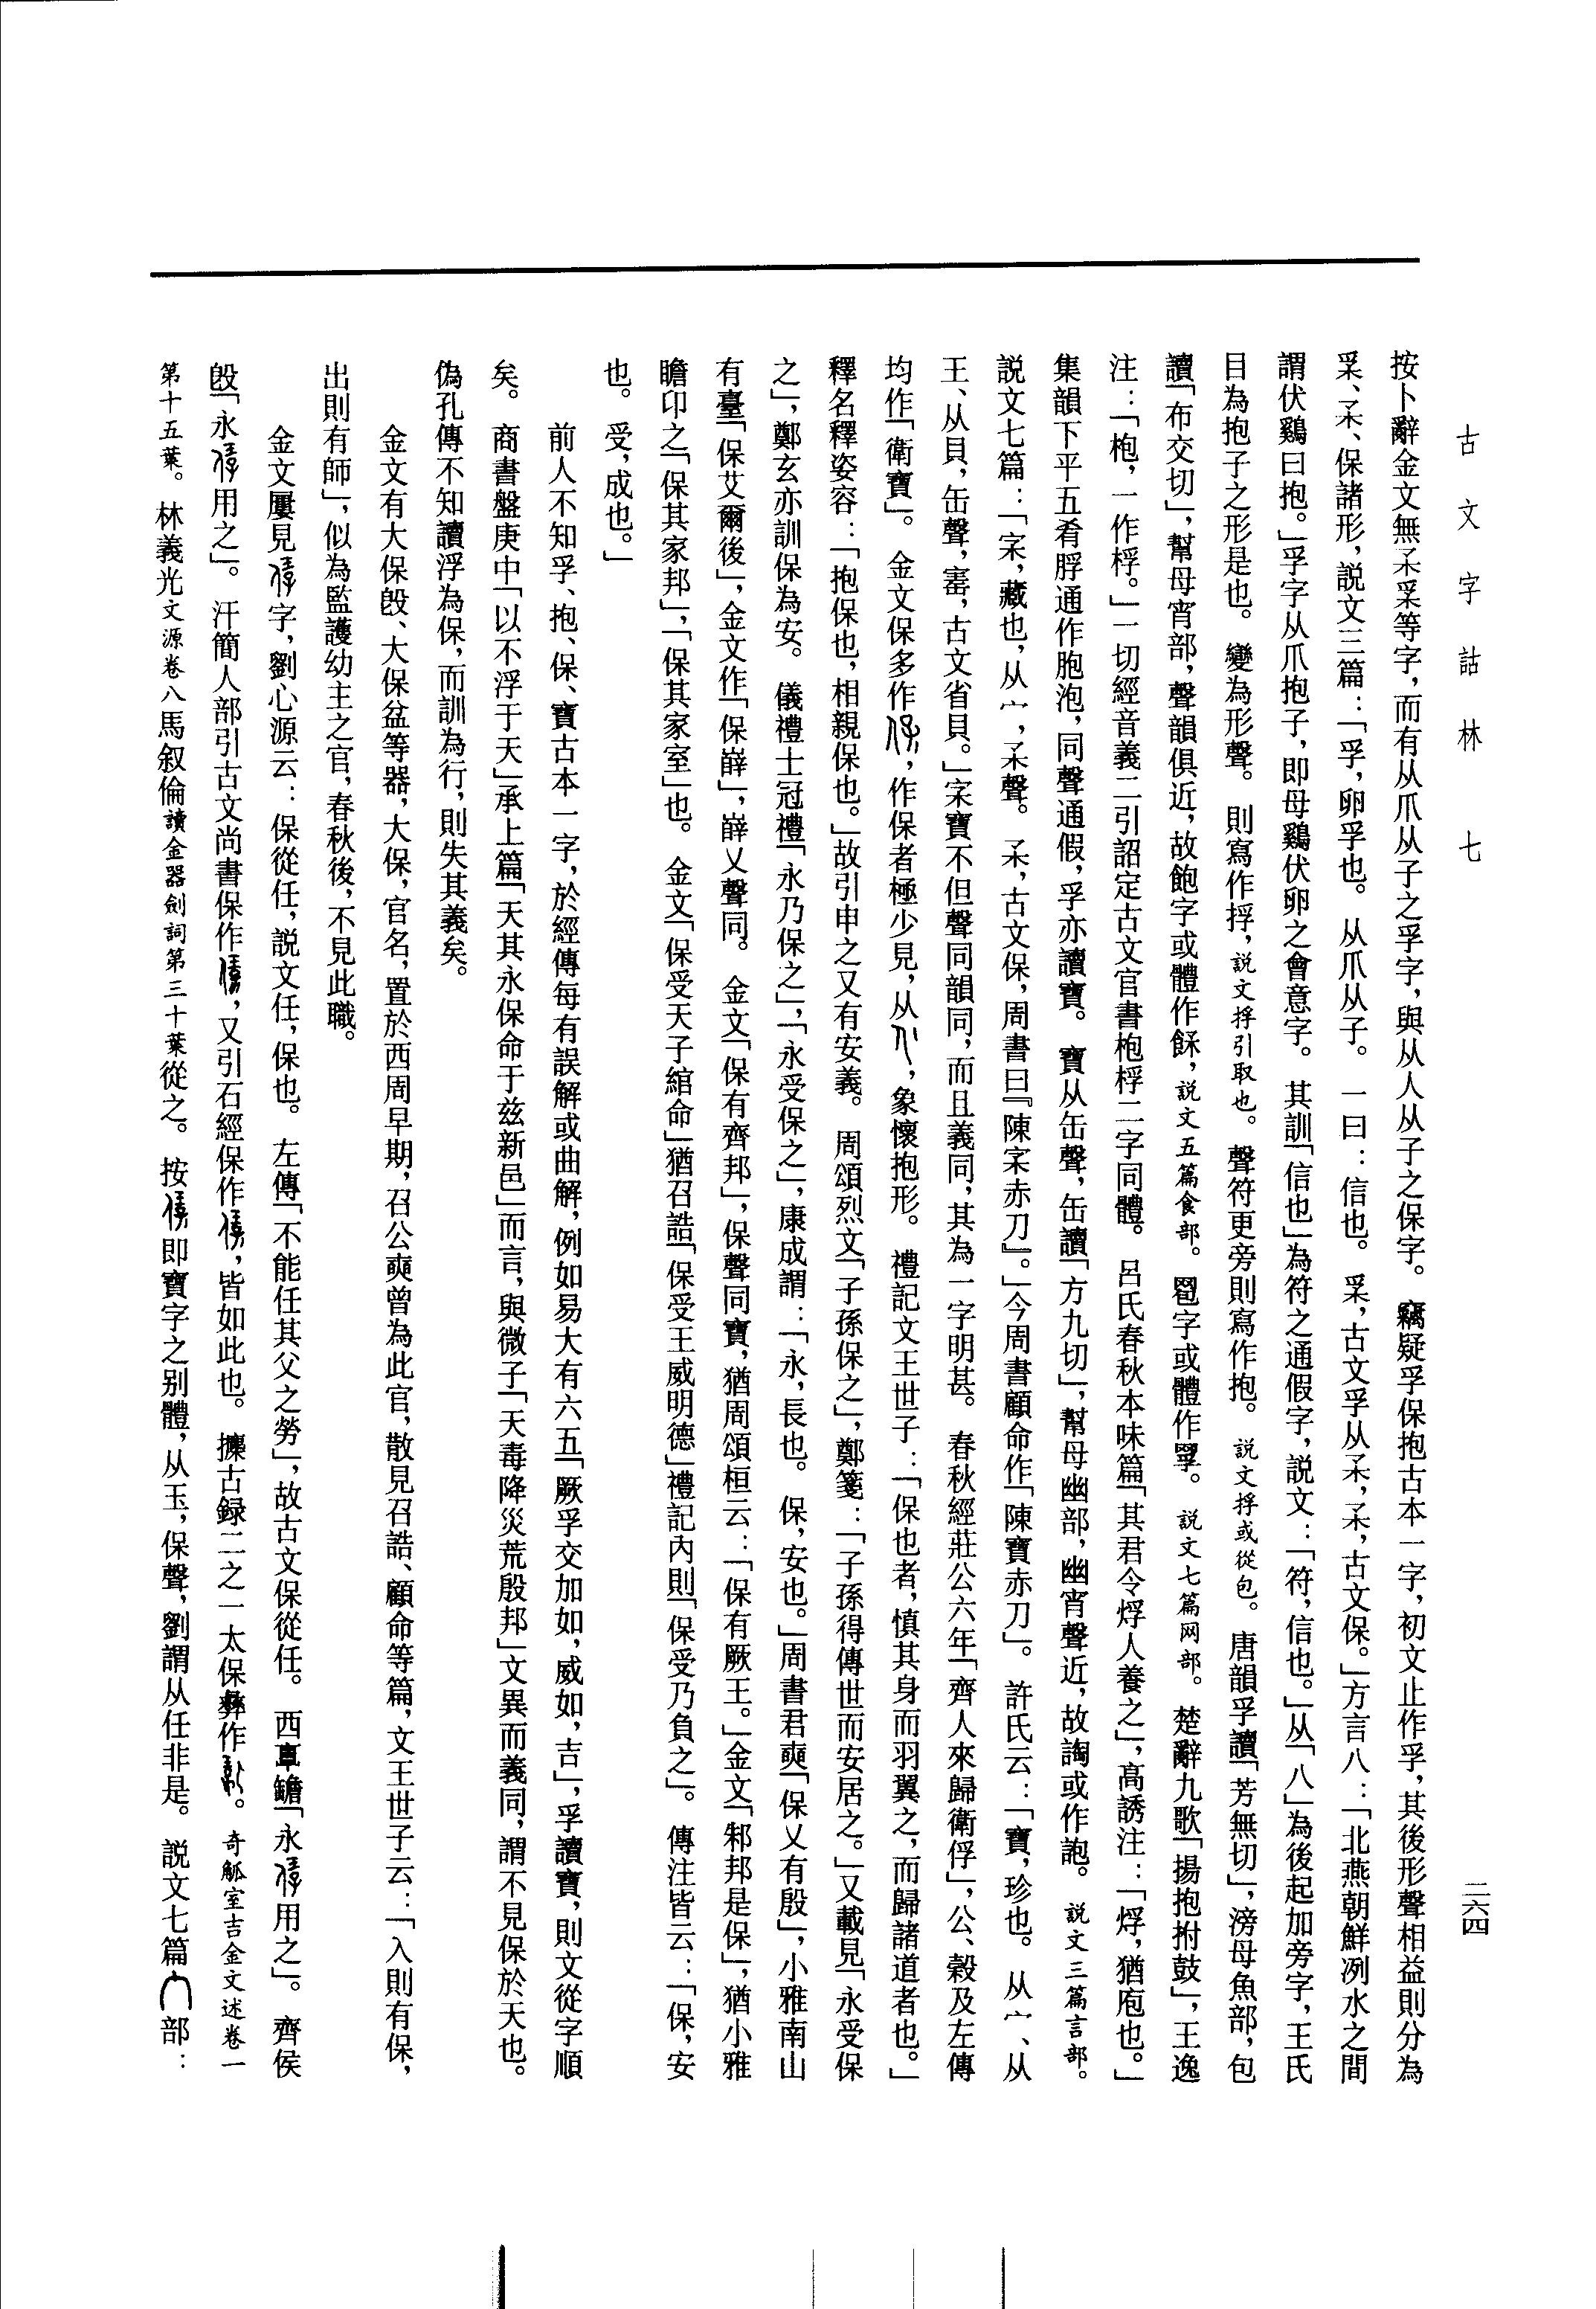 古文字詁林 七
二六四
按卜辭金文無𤓽䍖等字，而有从爪从子之孚字，與从人从子之保字。竊疑孚保抱古本一字，初文止作孚，其後形聲相益則分為
𤓽、𣎼、保諸形，説文三篇：「孚，卵孚也。从爪从子。一曰：信也。𤓽，古文孚从𣎼，𣎼，古文保。」方言八：「北燕朝鮮洌水之間
謂伏鷄曰抱。」孚字从爪抱子，即母鷄伏卵之會意字。其訓「信也」為符之通假字，説文：「符，信也。」从「八」為後起加旁字，王氏
目為抱子之形是也。變為形聲。則寫作捊，説文捊引取也。聲符更旁則寫作抱。説文捊或從包。唐韻孚讀「芳無切」，滂母魚部，包
讀「布交切」，幫母宵部，聲韻俱近，故飽字或體作䬰，説文五篇食部。罞字或體作罦。説文七篇网部。楚辭九歌「揚抱拊鼓」，王逸
注：「枹，一作桴。」一切經音義二引詔定古文官書枹桴二字同體。呂氏春秋本味篇「其君令烰人養之」，高誘注：「烰，猶庖也。」
集韻下平五肴脬通作胞泡，同聲通假，孚亦讀寶。寶从缶聲，缶讀「方九切」，幫母幽部，幽宵聲近，故詾或作訽。説文三篇言部。
説文七篇：「宲，藏也，从宀，𣎼聲。𣎼，古文保，周書曰『陳宲赤刀』。」今周書顧命作「陳寶赤刀」。許氏云：「寶，珍也。从宀、从
王、从貝，缶聲，𡧖，古文省貝。」宲寶不但聲同韻同，而且義同，其為一字明甚。春秋經莊公六年「齊人來歸衛俘」，公、榖及左傳
均作「衛寶」。金文保多作，作保者極少見，从，象懷抱形。禮記文王世子：「保也者，慎其身而羽翼之，而歸諸道者也。」
釋名釋姿容：「抱保也，相親保也。」故引申之又有安義。周頌烈文「子孫保之」，鄭箋：「子孫得傳世而安居之。」又載見「永受保
之」，鄭玄亦訓保為安。儀禮士冠禮「永乃保之」，「永受保之」，康成謂：「永，長也。保，安也。」周書君奭「保乂有殷」，小雅南山
有臺「保艾爾後」，金文作「保嶭」，嶭乂聲同。金文「保有齊邦」，保聲同寶，猶周頌桓云：「保有厥王。」金文「邾邦是保」，猶小雅
瞻卬之「保其家邦」，「保其家室」也。金文「保受天子綰命」猶召誥「保受王威明德」禮記內則「保受乃負之」。傳注皆云：「保，安
也。受，成也。」
前人不知孚、抱、保、寶古本一字，於經傳每有誤解或曲解，例如易大有六五「厥孚交加如，威如，吉」，孚讀寶，則文從字順
矣。商書盤庚中「以不浮于天」承上篇「天其永保命于兹新邑」而言，與微子「天毒降災荒殷邦」文異而義同，謂不見保於天也。
偽孔傳不知讀浮為保，而訓為行，則失其義矣。
金文有大保𣪘、大保盆等器，大保，官名，置於西周早期，召公奭曾為此官，散見召誥、顧命等篇，文王世子云：「入則有保，
出則有師」，似為監護幼主之官，春秋後，不見此職。
金文屢見字，劉心源云：保從任，説文任，保也。左傳「不能任其父之勞」，故古文保從任。西𨛭鐱「永用之」。齊侯
𣪘「永用之」。汗簡人部引古文尚書保作，又引石經保作，皆如此也。攗古録二之一太保彝作。奇觚室吉金文述卷一
第十五葉。林義光文源卷八馬叙倫讀金器刻詞第三十葉從之。按即寶字之别體，从玉，保聲，劉謂从任非是。説文七篇宀部：